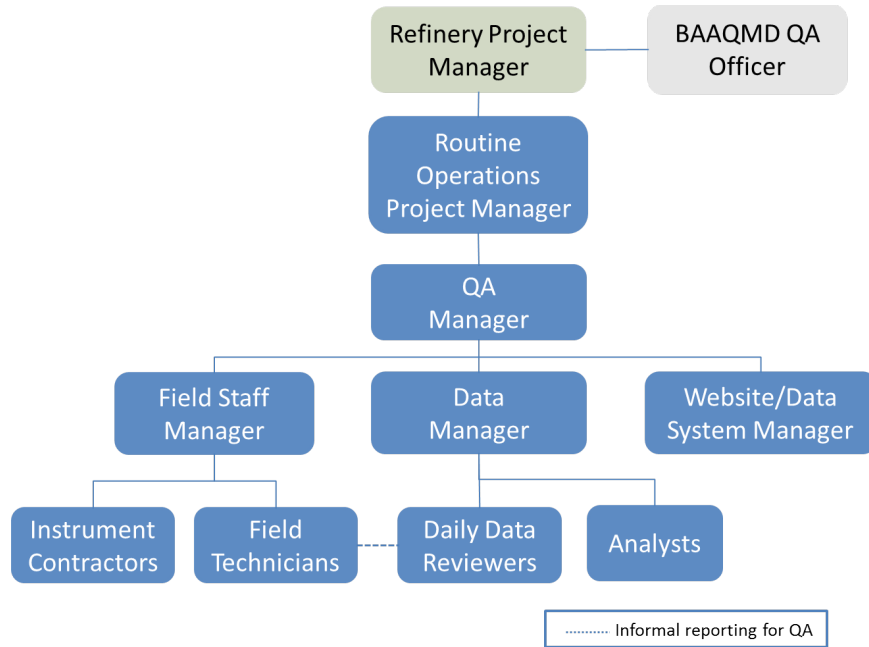 Refinery Project
Manager
BAAQMD QA
Officer
Routine
Operations
Project Manager
QA
Manager
Field Staff
Manager
Data
Manager
Website/Data
System Manager
Instrument
Contractors
Field
Technicians
Daily Data
Reviewers
Analysts
Informal reporting for QA